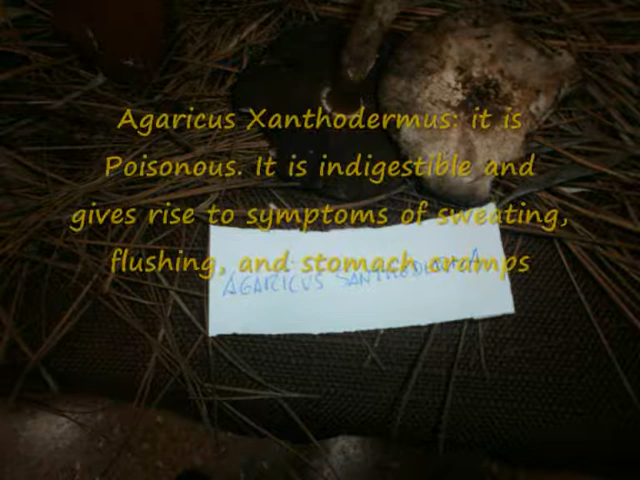 Agaricus Xanthodermus: it is
Poisonous. It is indigestible and
gives rise to symptoms of sweating,
flushing, and stomach cramps
AGARICUS SANTHODERMA